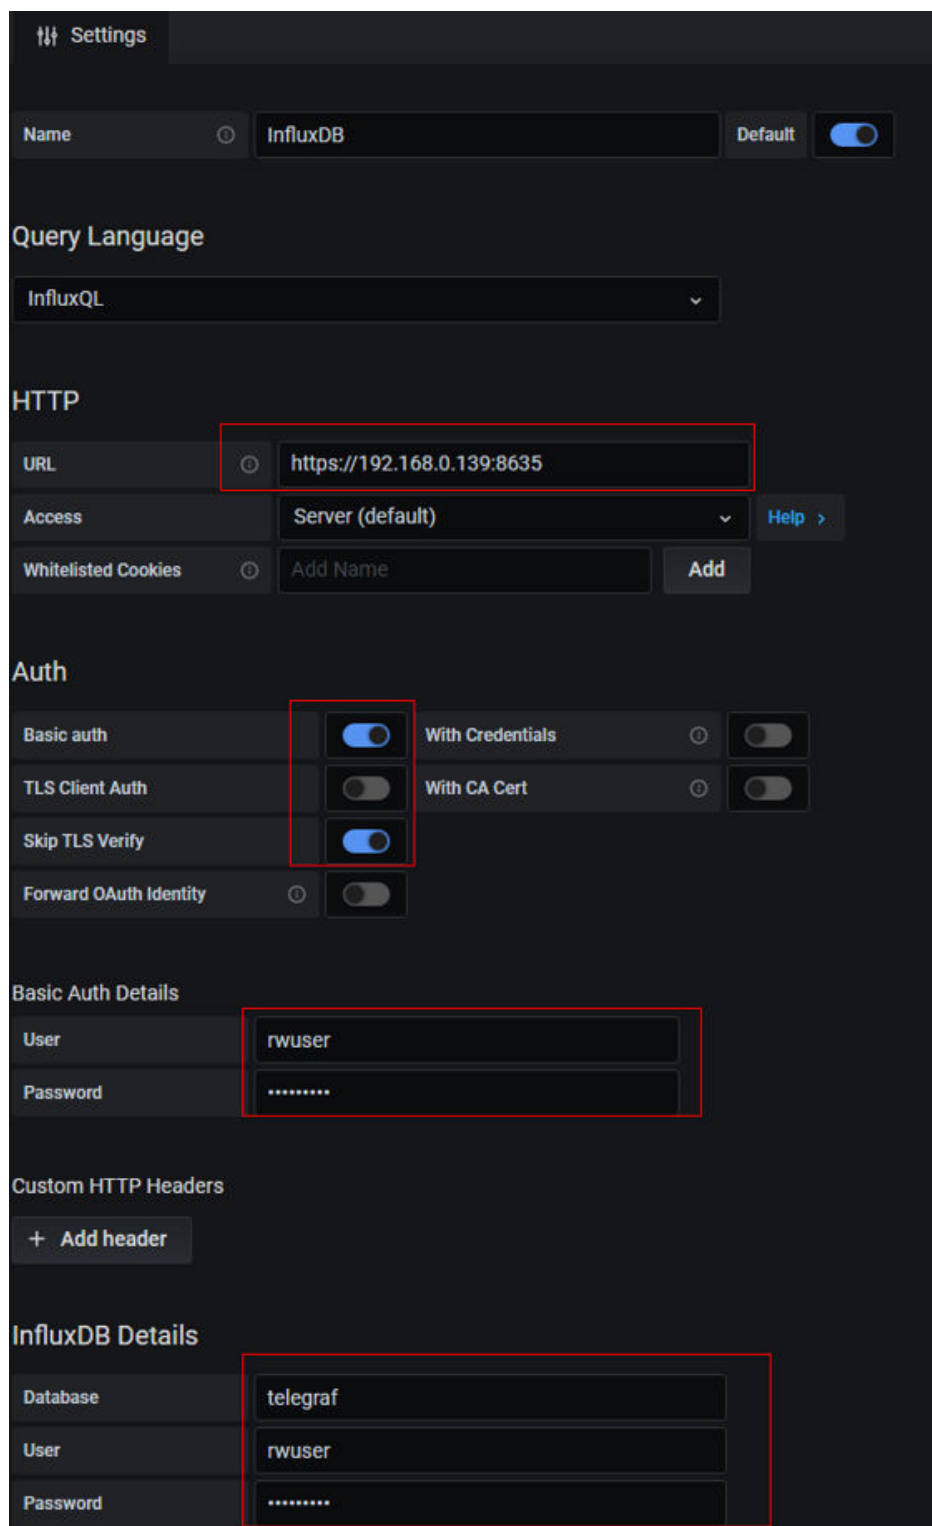 Settings
Name InfluxDB Default
Query Language
InfluxQL
HTTP
URL https://192.168.0.139:8635
Access Server (default) Help >
Whitelisted Cookies Add Name Add
Auth
Basic auth With Credentials
TLS Client Auth With CA Cert
Skip TLS Verify
Forward OAuth Identity
Basic Auth Details
User rwuser
Password •••••••••
Custom HTTP Headers
+ Add header
InfluxDB Details
Database telegraf
User rwuser
Password •••••••••